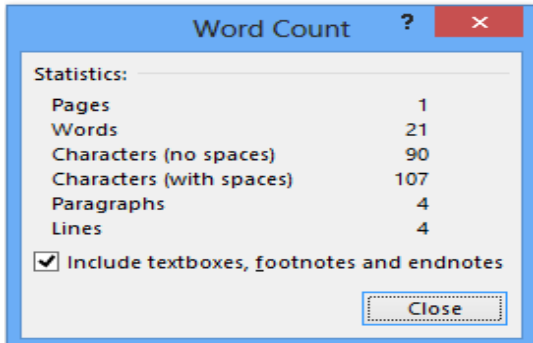 Word Count ? ×
Statistics:
Pages 1
Words 21
Characters (no spaces) 90
Characters (with spaces) 107
Paragraphs 4
Lines 4
Include textboxes, footnotes and endnotes
Close